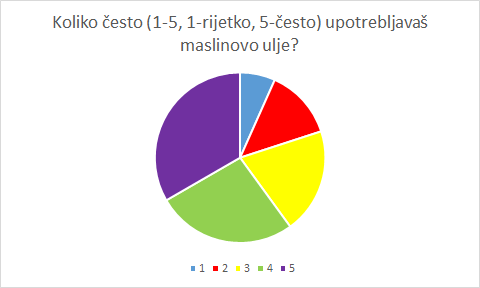 Koliko često (1-5, 1-rijetko, 5-često) upotrebljavaš
maslinovo ulje?
1 2 3 4 5